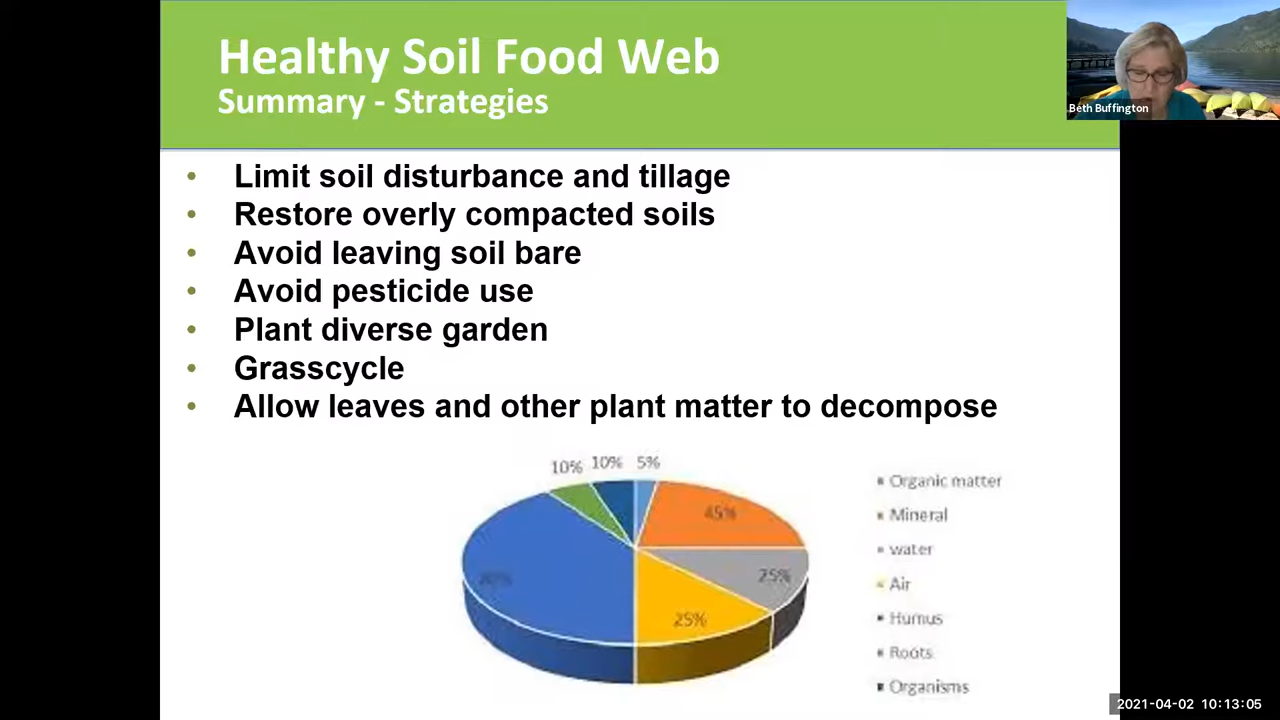 Healthy Soil Food Web
Summary - Strategies
Beth Buffington
• Limit soil disturbance and tillage
• Restore overly compacted soils
• Avoid leaving soil bare
• Avoid pesticide use
• Plant diverse garden
• Grasscycle
• Allow leaves and other plant matter to decompose
10% 10% 5%
45%
25%
25%
Organic matter
Mineral
water
Air
Humus
Roots
Organisms
2021-04-02 10:13:05